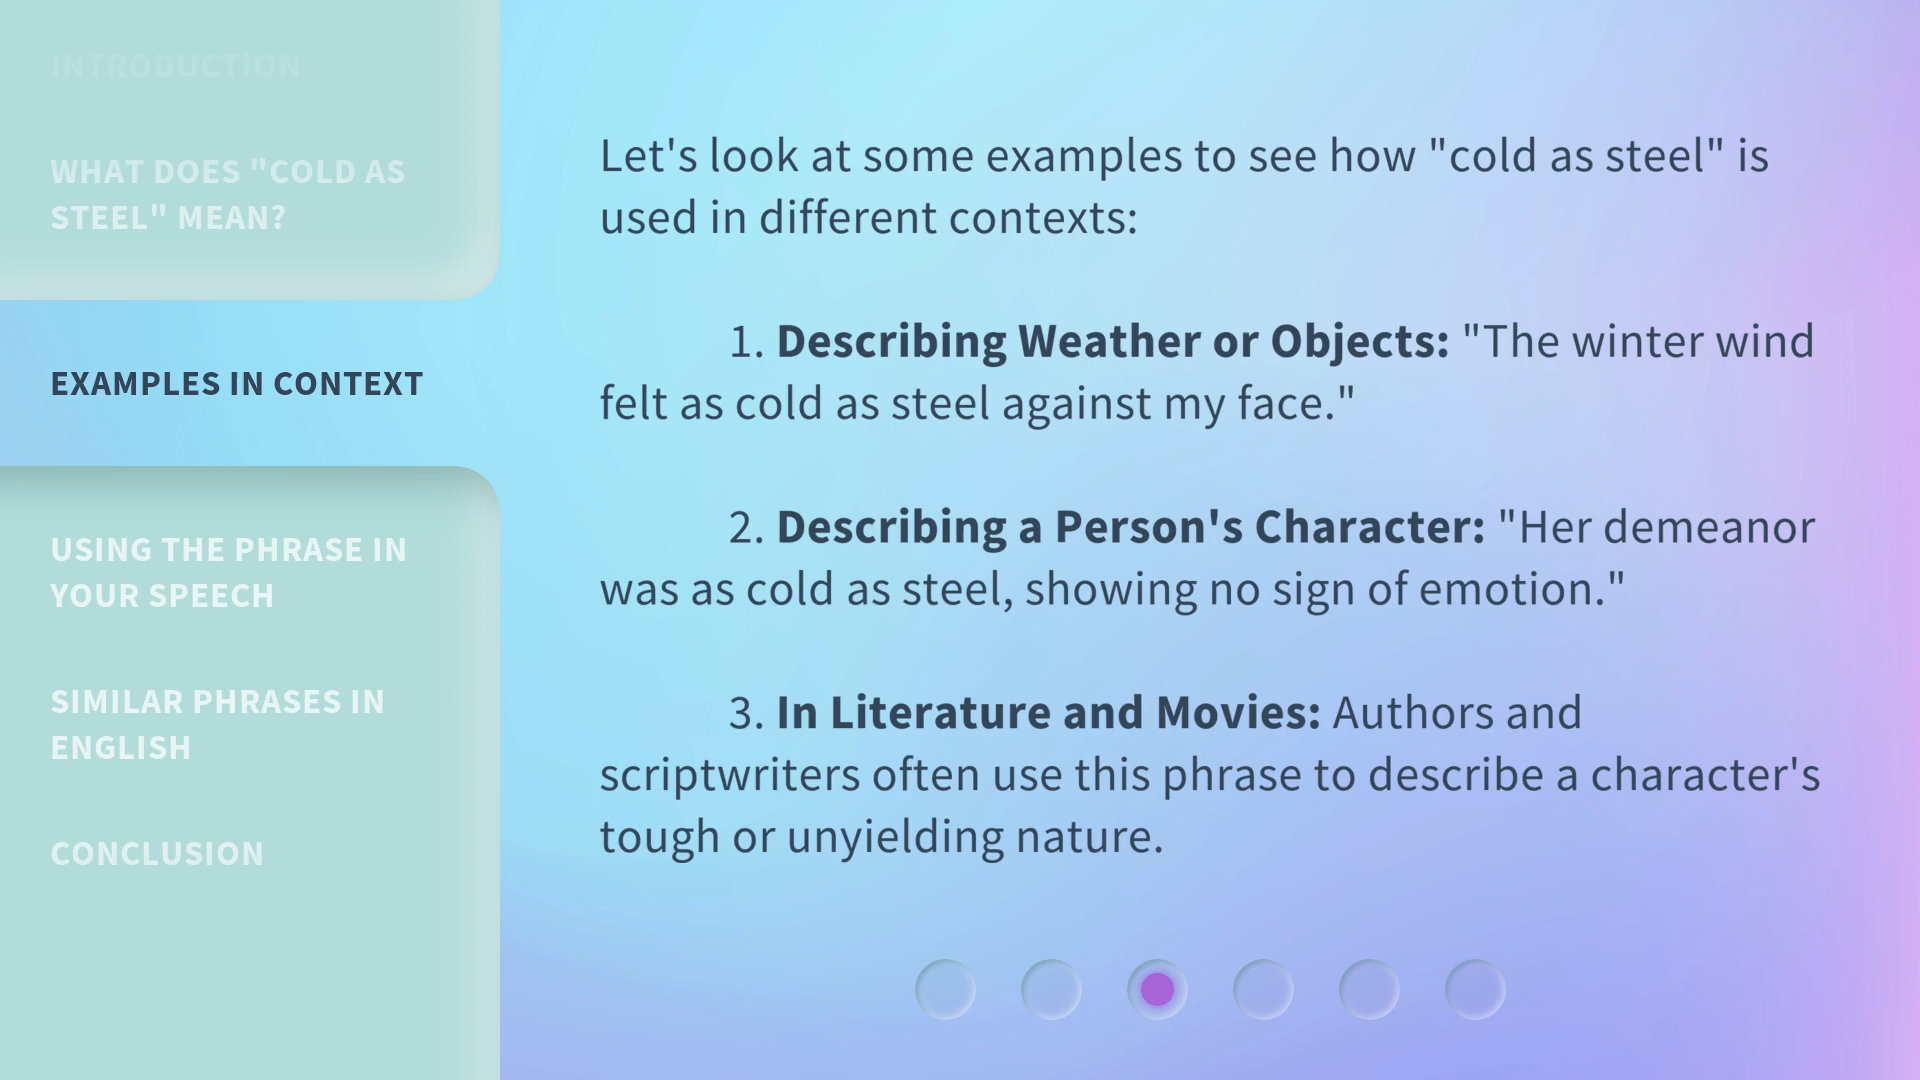 INTRODUCTION
WHAT DOES "COLD AS
STEEL" MEAN?
EXAMPLES IN CONTEXT
USING THE PHRASE IN
YOUR SPEECH
SIMILAR PHRASES IN
ENGLISH
CONCLUSION
Let's look at some examples to see how "cold as steel" is
used in different contexts:
1. Describing Weather or Objects: "The winter wind
felt as cold as steel against my face."
2. Describing a Person's Character: "Her demeanor
was as cold as steel, showing no sign of emotion."
3. In Literature and Movies: Authors and
scriptwriters often use this phrase to describe a character's
tough or unyielding nature.